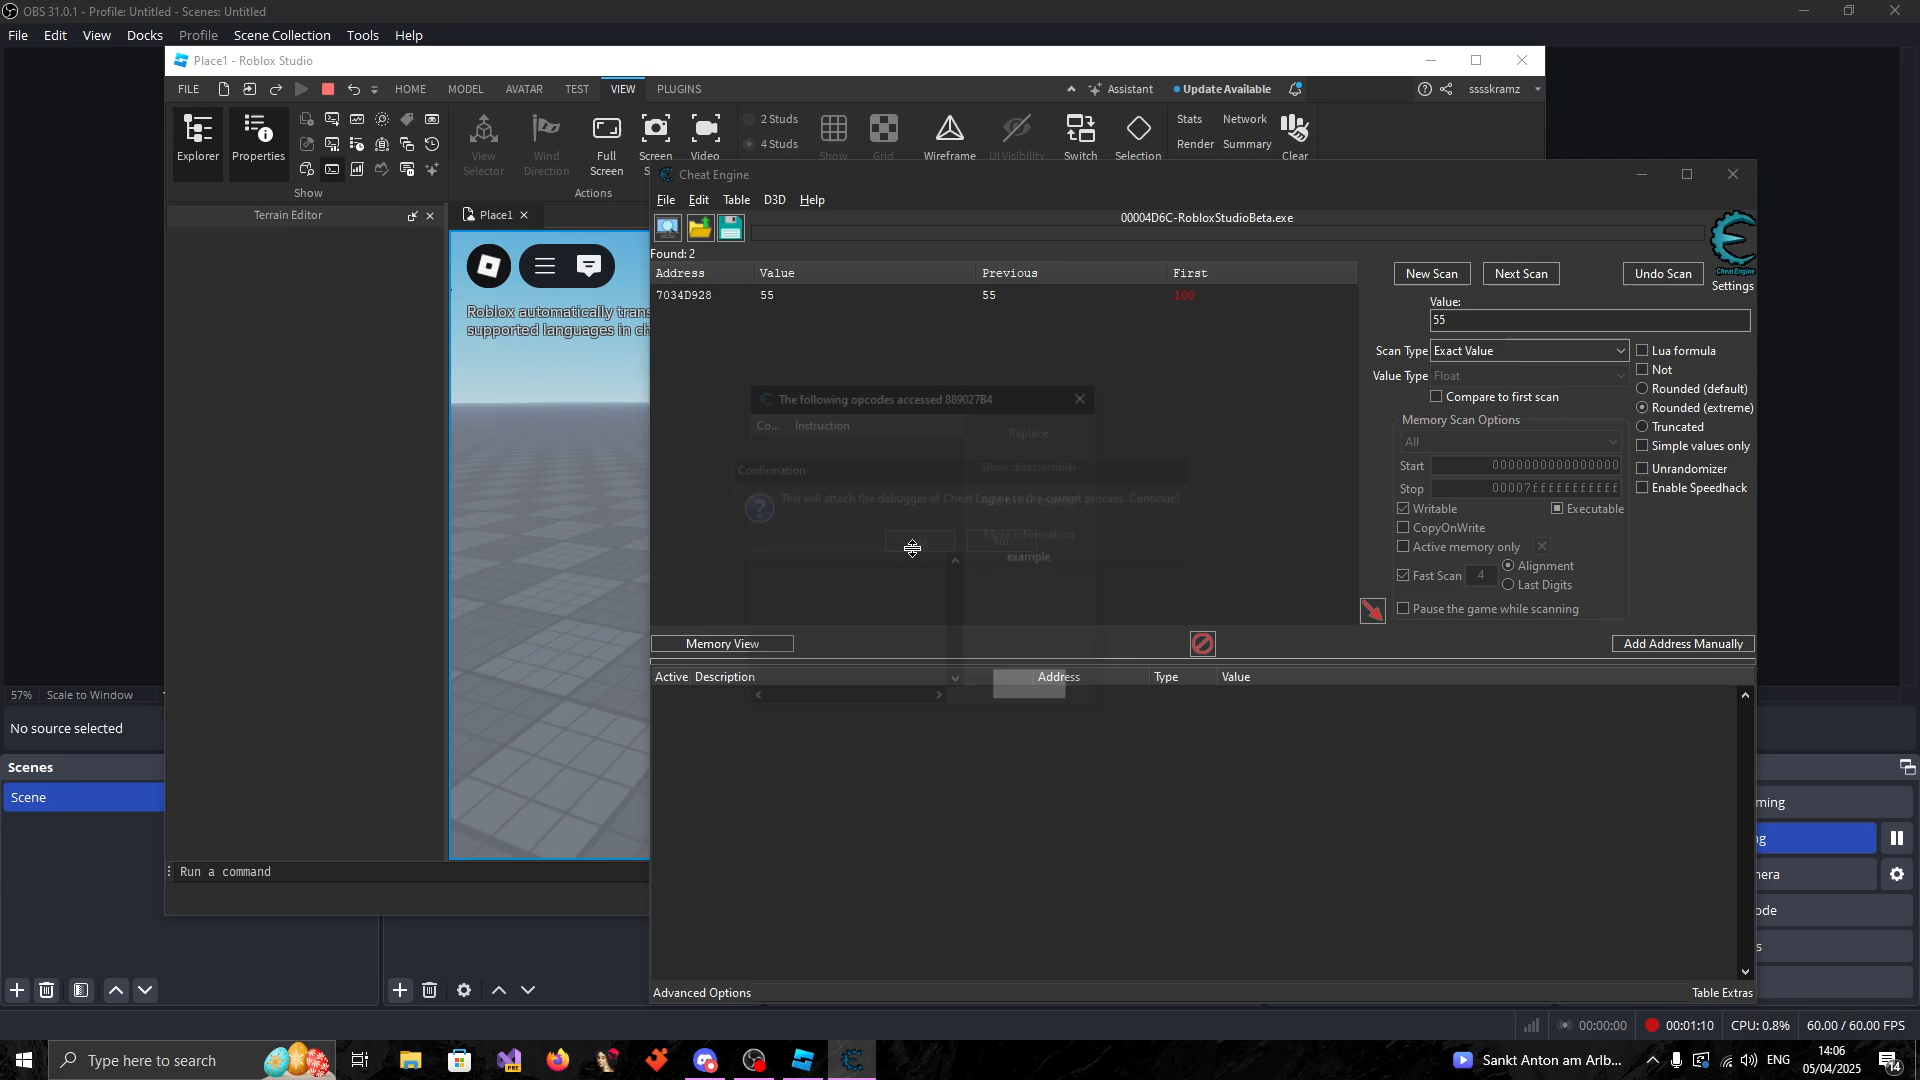 OBS 31.0.1 - Profile: Untitled - Scenes: Untitled
File Edit View Docks Profile Scene Collection Tools Help
Place1 - Roblox Studio
FILE HOME MODEL AVATAR TEST VIEW PLUGINS Assistant Update Available sssskramz
2 Studs Stats Network
4 Studs Render Summary
Explorer Properties View Selector Wind Direction Full Screen Screen Video Show Grid Wireframe UI Visibility Switch Selection Clear
Show Actions
Terrain Editor Place1
Roblox automatically trans
supported languages in ch
Run a command
Cheat Engine
File Edit Table D3D Help
00004D6C-RobloxStudioBeta.exe
Found: 2
Address Value Previous First
7034D928 55 55 100
New Scan Next Scan Undo Scan
Settings
Value:
55
Scan Type Exact Value Lua formula
Value Type Float Not
Rounded (default)
Compare to first scan
Rounded (extreme)
Memory Scan Options
Truncated
All
Simple values only
Start 0000000000000000
Unrandomizer
Stop 00007fffffffffff
Enable Speedhack
Writable Executable
CopyOnWrite
Active memory only
Fast Scan 4 Alignment
Last Digits
Pause the game while scanning
The following opcodes accessed 889027B4
Co... Instruction
Replace
Show disassembler
Confirmation
This will attach the debugger of Cheat Engine to the current process. Continue?
No
More information
example
Memory View Add Address Manually
Active Description Address Type Value
Advanced Options Table Extras
57% Scale to Window
No source selected
Scenes
Scene
ming
g
nera
ode
s
00:00:00 00:01:10 CPU: 0.8% 60.00 / 60.00 FPS
Type here to search
Sankt Anton am Arlb... ENG 14:06
05/04/2025
14